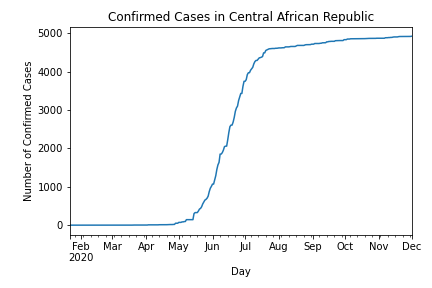 Confirmed Cases in Central African Republic
Number of Confirmed Cases
5000
4000
3000
2000
1000
0
Feb Mar Apr May Jun Jul Aug Sep Oct Nov Dec
2020
Day